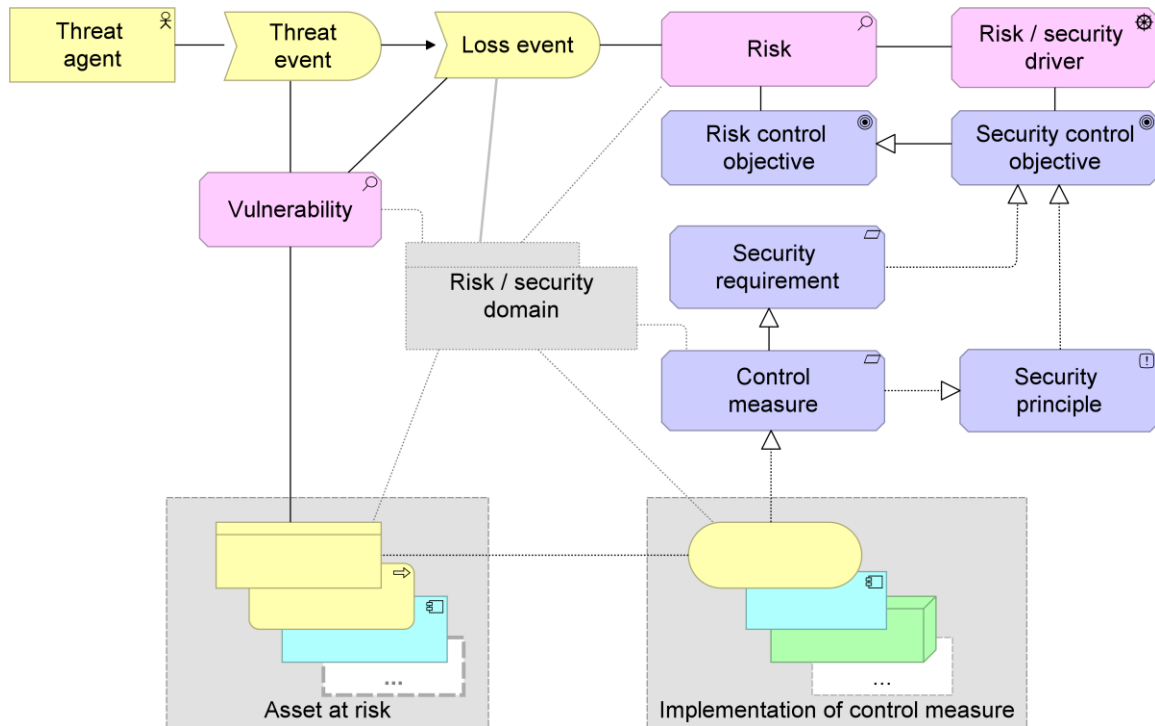 Threat
agent
Threat
event
Loss event
Risk
Risk / security
driver
Risk control
objective
Security control
objective
Vulnerability
Risk / security
domain
Security
requirement
Control
measure
Security
principle
!
...
Asset at risk
...
Implementation of control measure